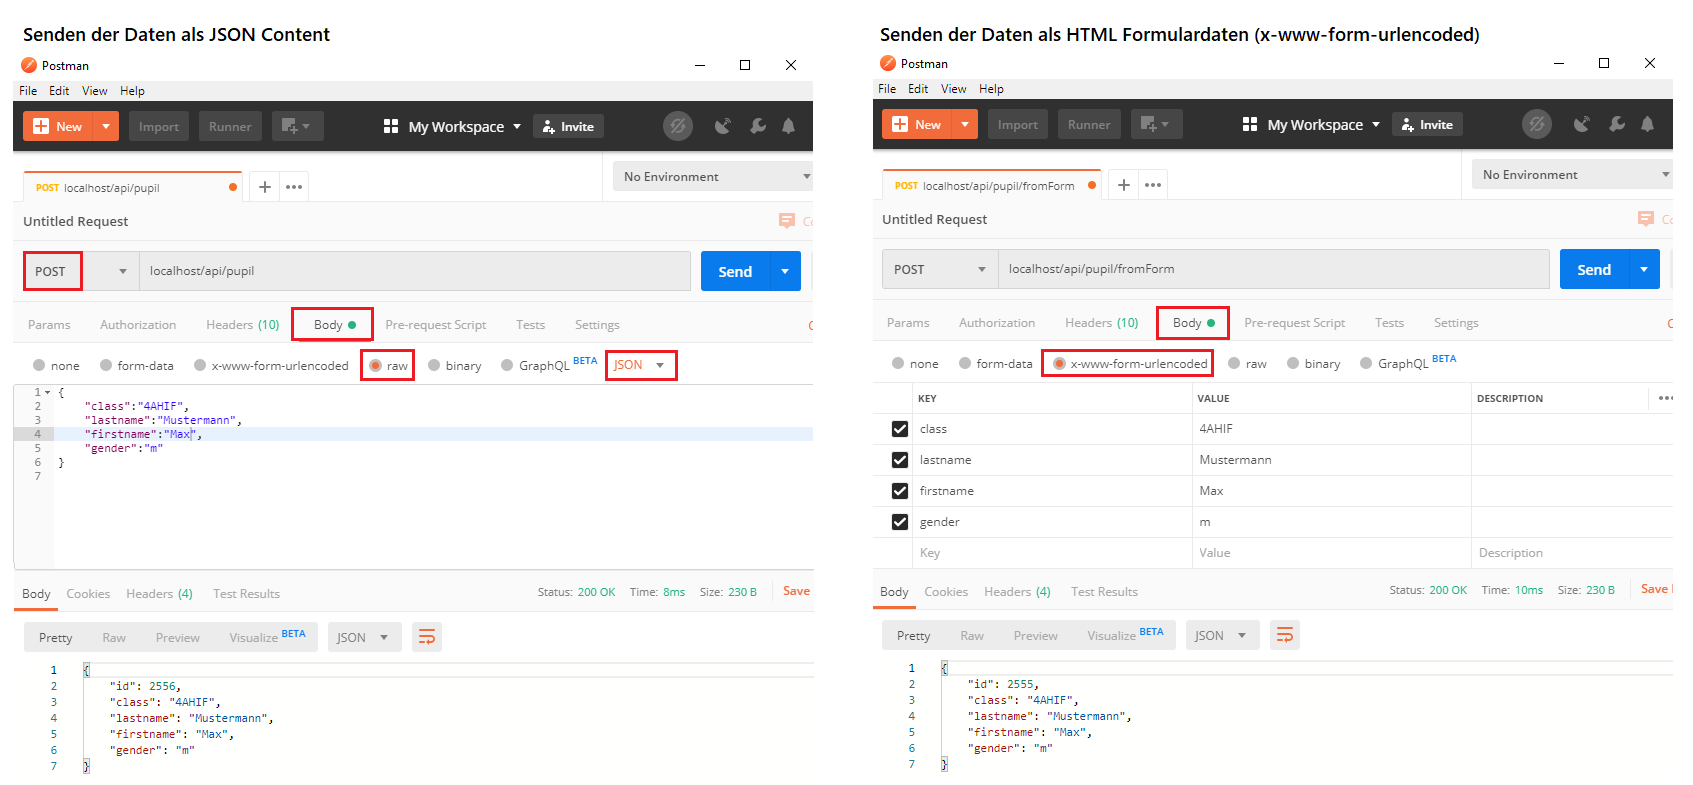 Senden der Daten als JSON Content
Postman
File Edit View Help
New Import Runner My Workspace Invite
POST localhost/api/pupil + ••• No Environment
Untitled Request
POST localhost/api/pupil Send
Params Authorization Headers (10) Body Pre-request Script Tests Settings
none form-data x-www-form-urlencoded raw binary GraphQL BETA JSON
1 {
2 "class":"4AHIF",
3 "lastname":"Mustermann",
4 "firstname":"Max",
5 "gender":"m"
6 }
7
Body Cookies Headers (4) Test Results Status: 200 OK Time: 8ms Size: 230 B Save
Pretty Raw Preview Visualize BETA JSON
1 {
2 "id": 2556,
3 "class": "4AHIF",
4 "lastname": "Mustermann",
5 "firstname": "Max",
6 "gender": "m"
7 }
Senden der Daten als HTML Formulardaten (x-www-form-urlencoded)
Postman
File Edit View Help
New Import Runner My Workspace Invite
POST localhost/api/pupil/fromForm + ••• No Environment
Untitled Request
POST localhost/api/pupil/fromForm Send
Params Authorization Headers (10) Body Pre-request Script Tests Settings
none form-data x-www-form-urlencoded raw binary GraphQL BETA
KEY VALUE DESCRIPTION •••
class 4AHIF
lastname Mustermann
firstname Max
gender m
Key Value Description
Body Cookies Headers (4) Test Results Status: 200 OK Time: 10ms Size: 230 B Save
Pretty Raw Preview Visualize BETA JSON
1 {
2 "id": 2555,
3 "class": "4AHIF",
4 "lastname": "Mustermann",
5 "firstname": "Max",
6 "gender": "m"
7 }